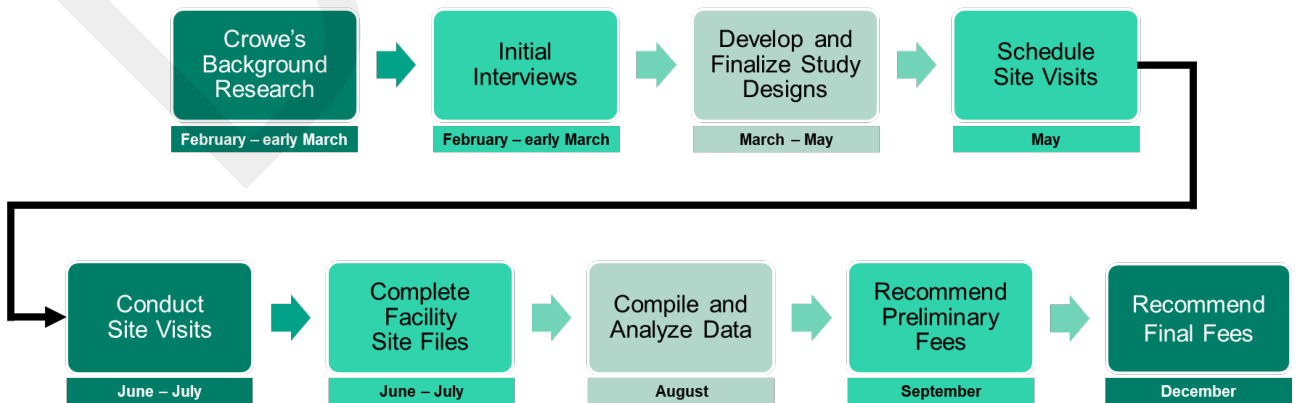 Crowe's
Background
Research
February – early March
Initial
Interviews
February – early March
Develop and
Finalize Study
Designs
March – May
Schedule
Site Visits
May
Conduct
Site Visits
June – July
Complete
Facility
Site Files
June – July
Compile and
Analyze Data
August
Recommend
Preliminary
Fees
September
Recommend
Final Fees
December